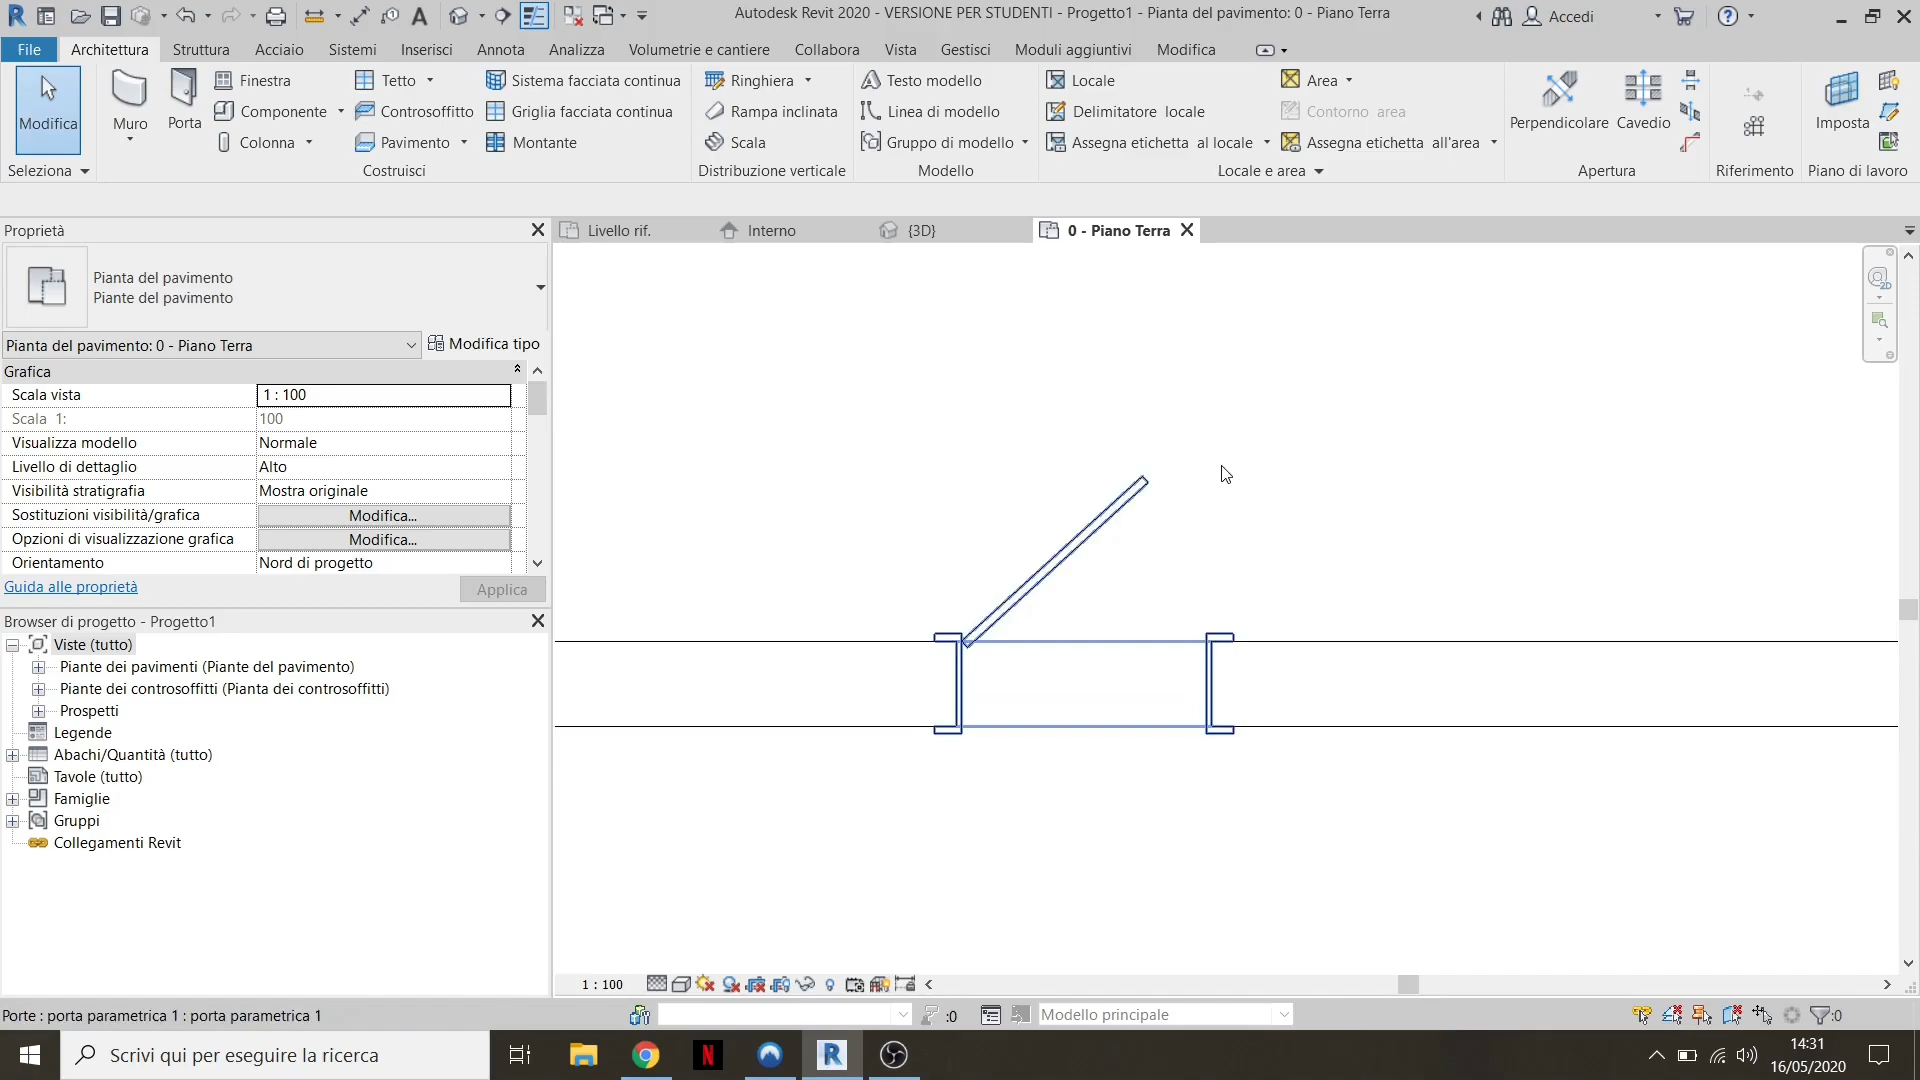 Autodesk Revit 2020 - VERSIONE PER STUDENTI - Progetto1 - Pianta del pavimento: 0 - Piano Terra
Accedi
File Architettura Struttura Acciaio Sistemi Inserisci Annota Analizza Volumetrie e cantiere Collabora Vista Gestisci Moduli aggiuntivi Modifica
Modifica
Muro
Porta
Finestra
Componente
Colonna
Tetto
Controsoffitto
Pavimento
Sistema facciata continua
Griglia facciata continua
Montante
Ringhiera
Rampa inclinata
Scala
Testo modello
Linea di modello
Gruppo di modello
Locale
Delimitatore locale
Assegna etichetta al locale
Area
Contorno area
Assegna etichetta all'area
Perpendicolare
Cavedio
Imposta
Seleziona
Costruisci
Distribuzione verticale
Modello
Locale e area
Apertura
Riferimento
Piano di lavoro
Proprietà
Livello rif.
Interno
{3D}
0 - Piano Terra
Pianta del pavimento
Piante del pavimento
Pianta del pavimento: 0 - Piano Terra
Modifica tipo
Grafica
Scala vista 1 : 100
Scala 1: 100
Visualizza modello Normale
Livello di dettaglio Alto
Visibilità stratigrafia Mostra originale
Sostituzioni visibilità/grafica Modifica...
Opzioni di visualizzazione grafica Modifica...
Orientamento Nord di progetto
Guida alle proprietà
Applica
Browser di progetto - Progetto1
Viste (tutto)
Piante dei pavimenti (Piante del pavimento)
Piante dei controsoffitti (Pianta dei controsoffitti)
Prospetti
Legende
Abachi/Quantità (tutto)
Tavole (tutto)
Famiglie
Gruppi
Collegamenti Revit
2D
1 : 100
Porte : porta parametrica 1 : porta parametrica 1
:0
Modello principale
:0
Scrivi qui per eseguire la ricerca
14:31
16/05/2020